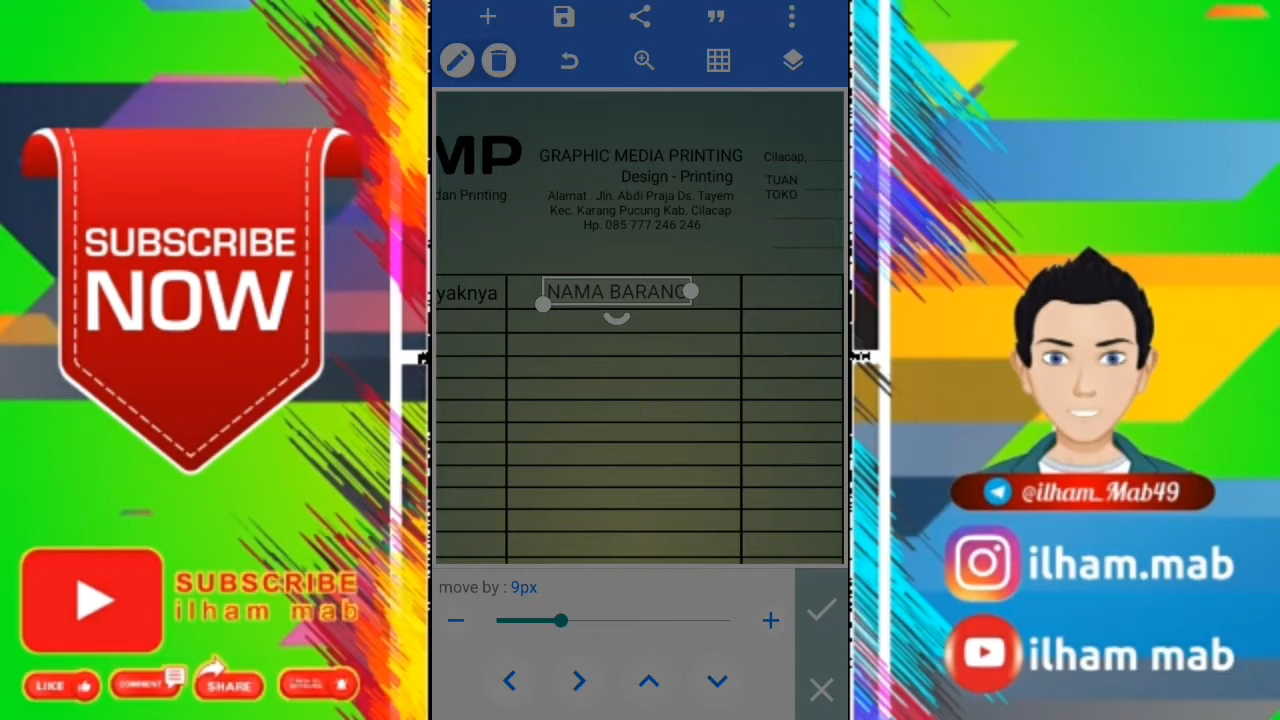 SUBSCRIBE
NOW
SUBSCRIBE
ilham mab
LIKE
COMMENT
SHARE
MP
dan Printing
GRAPHIC MEDIA PRINTING
Design - Printing
Alamat : Jln. Abdi Praja Ds. Tayem
Kec. Karang Pucung Kab. Cilacap
Hp. 085 777 246 246
Cilacap,
TUAN
TOKO
yaknya
NAMA BARANG
move by : 9px
@ilham_Mab49
ilham.mab
ilham mab